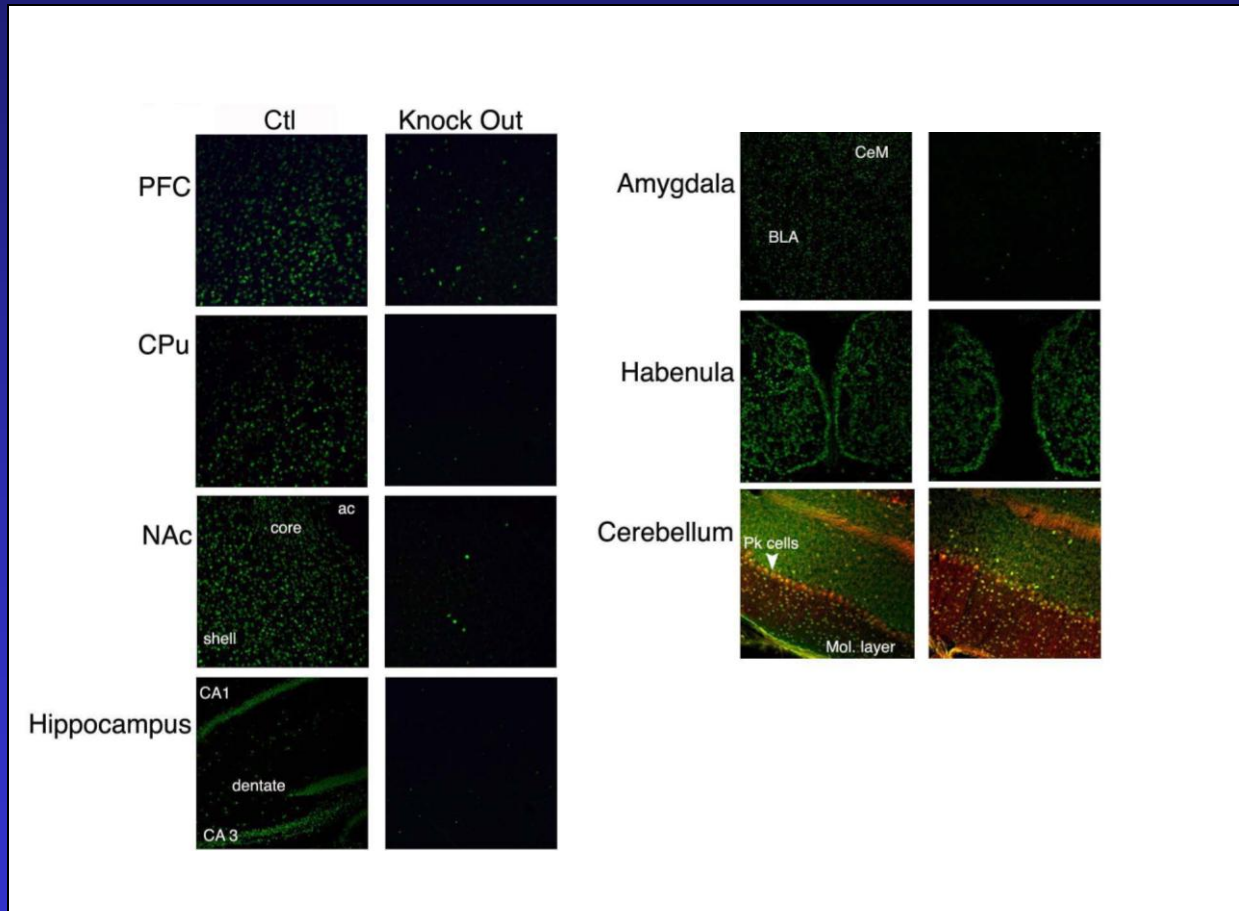 Ctl Knock Out
PFC
CPu
NAc
core
ac
shell
Hippocampus
CA1
dentate
CA 3
Amygdala
CeM
BLA
Habenula
Cerebellum
Pk cells
Mol. layer